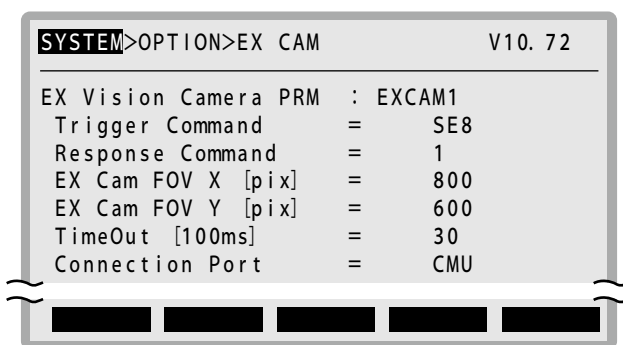 SYSTEM>OPTION>EX CAM V10. 72
EX Vision Camera PRM : EXCAM1
Trigger Command = SE8
Response Command = 1
EX Cam FOV X [pix] = 800
EX Cam FOV Y [pix] = 600
TimeOut [100ms] = 30
Connection Port = CMU